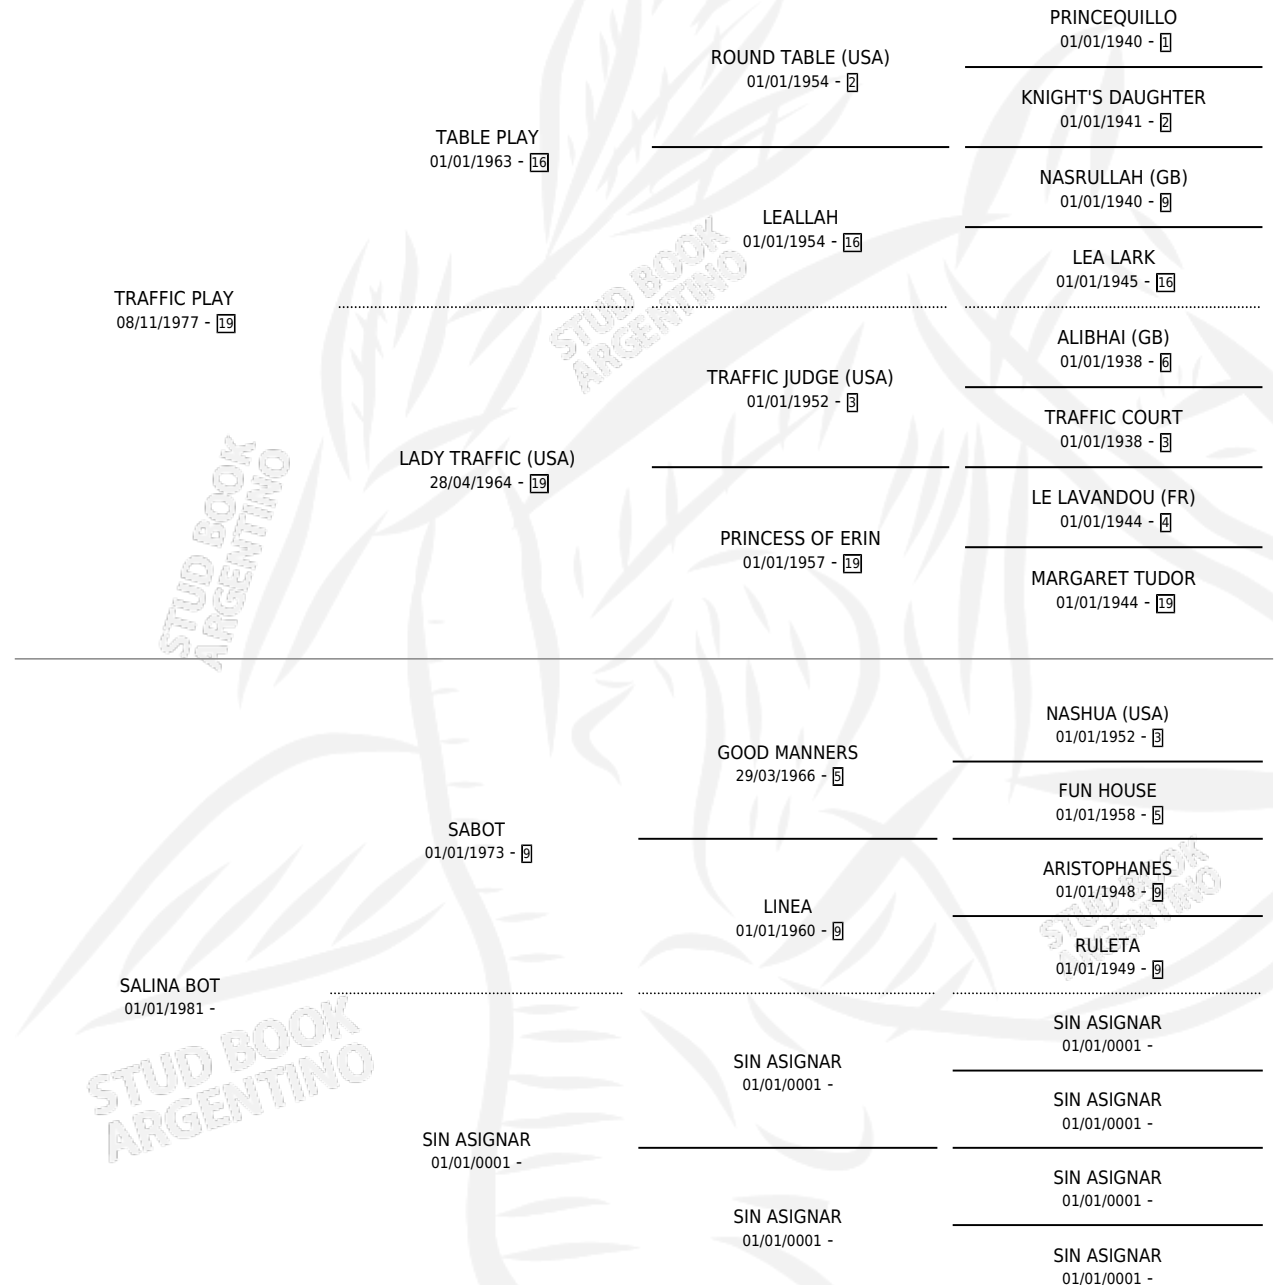 PRINCEQUILLO
01/01/1940 - 1
ROUND TABLE (USA)
01/01/1954 - 2
KNIGHT'S DAUGHTER
01/01/1941 - 2
TABLE PLAY
01/01/1963 - 16
NASRULLAH (GB)
01/01/1940 - 9
LEALLAH
01/01/1954 - 16
LEA LARK
01/01/1945 - 16
TRAFFIC PLAY
08/11/1977 - 19
ALIBHAI (GB)
01/01/1938 - 6
TRAFFIC JUDGE (USA)
01/01/1952 - 3
TRAFFIC COURT
01/01/1938 - 3
LADY TRAFFIC (USA)
28/04/1964 - 19
LE LAVANDOU (FR)
01/01/1944 - 4
PRINCESS OF ERIN
01/01/1957 - 19
MARGARET TUDOR
01/01/1944 - 19
STUD BOOK
ARGENTINO
STUD BOOK
ARGENTINO
NASHUA (USA)
01/01/1952 - 3
GOOD MANNERS
29/03/1966 - 5
FUN HOUSE
01/01/1958 - 5
SABOT
01/01/1973 - 9
ARISTOPHANES
01/01/1948 - 9
LINEA
01/01/1960 - 9
RULETA
01/01/1949 - 9
STUD BOOK
ARGENTINO
SALINA BOT
01/01/1981 -
SIN ASIGNAR
01/01/0001 -
SIN ASIGNAR
01/01/0001 -
SIN ASIGNAR
01/01/0001 -
STUD BOOK
ARGENTINO
SIN ASIGNAR
01/01/0001 -
SIN ASIGNAR
01/01/0001 -
SIN ASIGNAR
01/01/0001 -
SIN ASIGNAR
01/01/0001 -